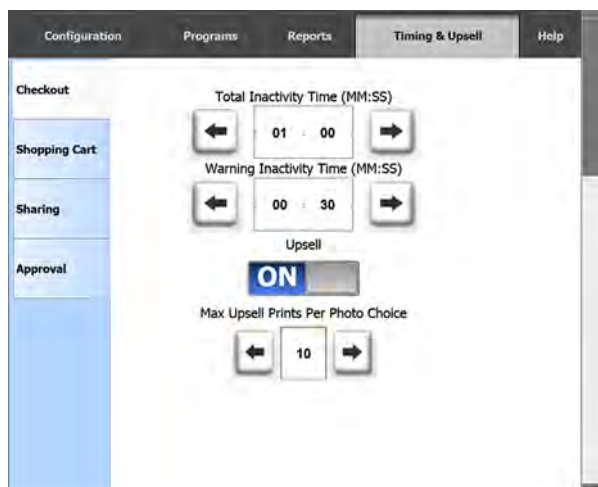 Configuration Programs Reports Timing & Upsell Help
Checkout
Shopping Cart
Sharing
Approval
Total Inactivity Time (MM:SS)
01 : 00
Warning Inactivity Time (MM:SS)
00 : 30
Upsell
ON
Max Upsell Prints Per Photo Choice
10